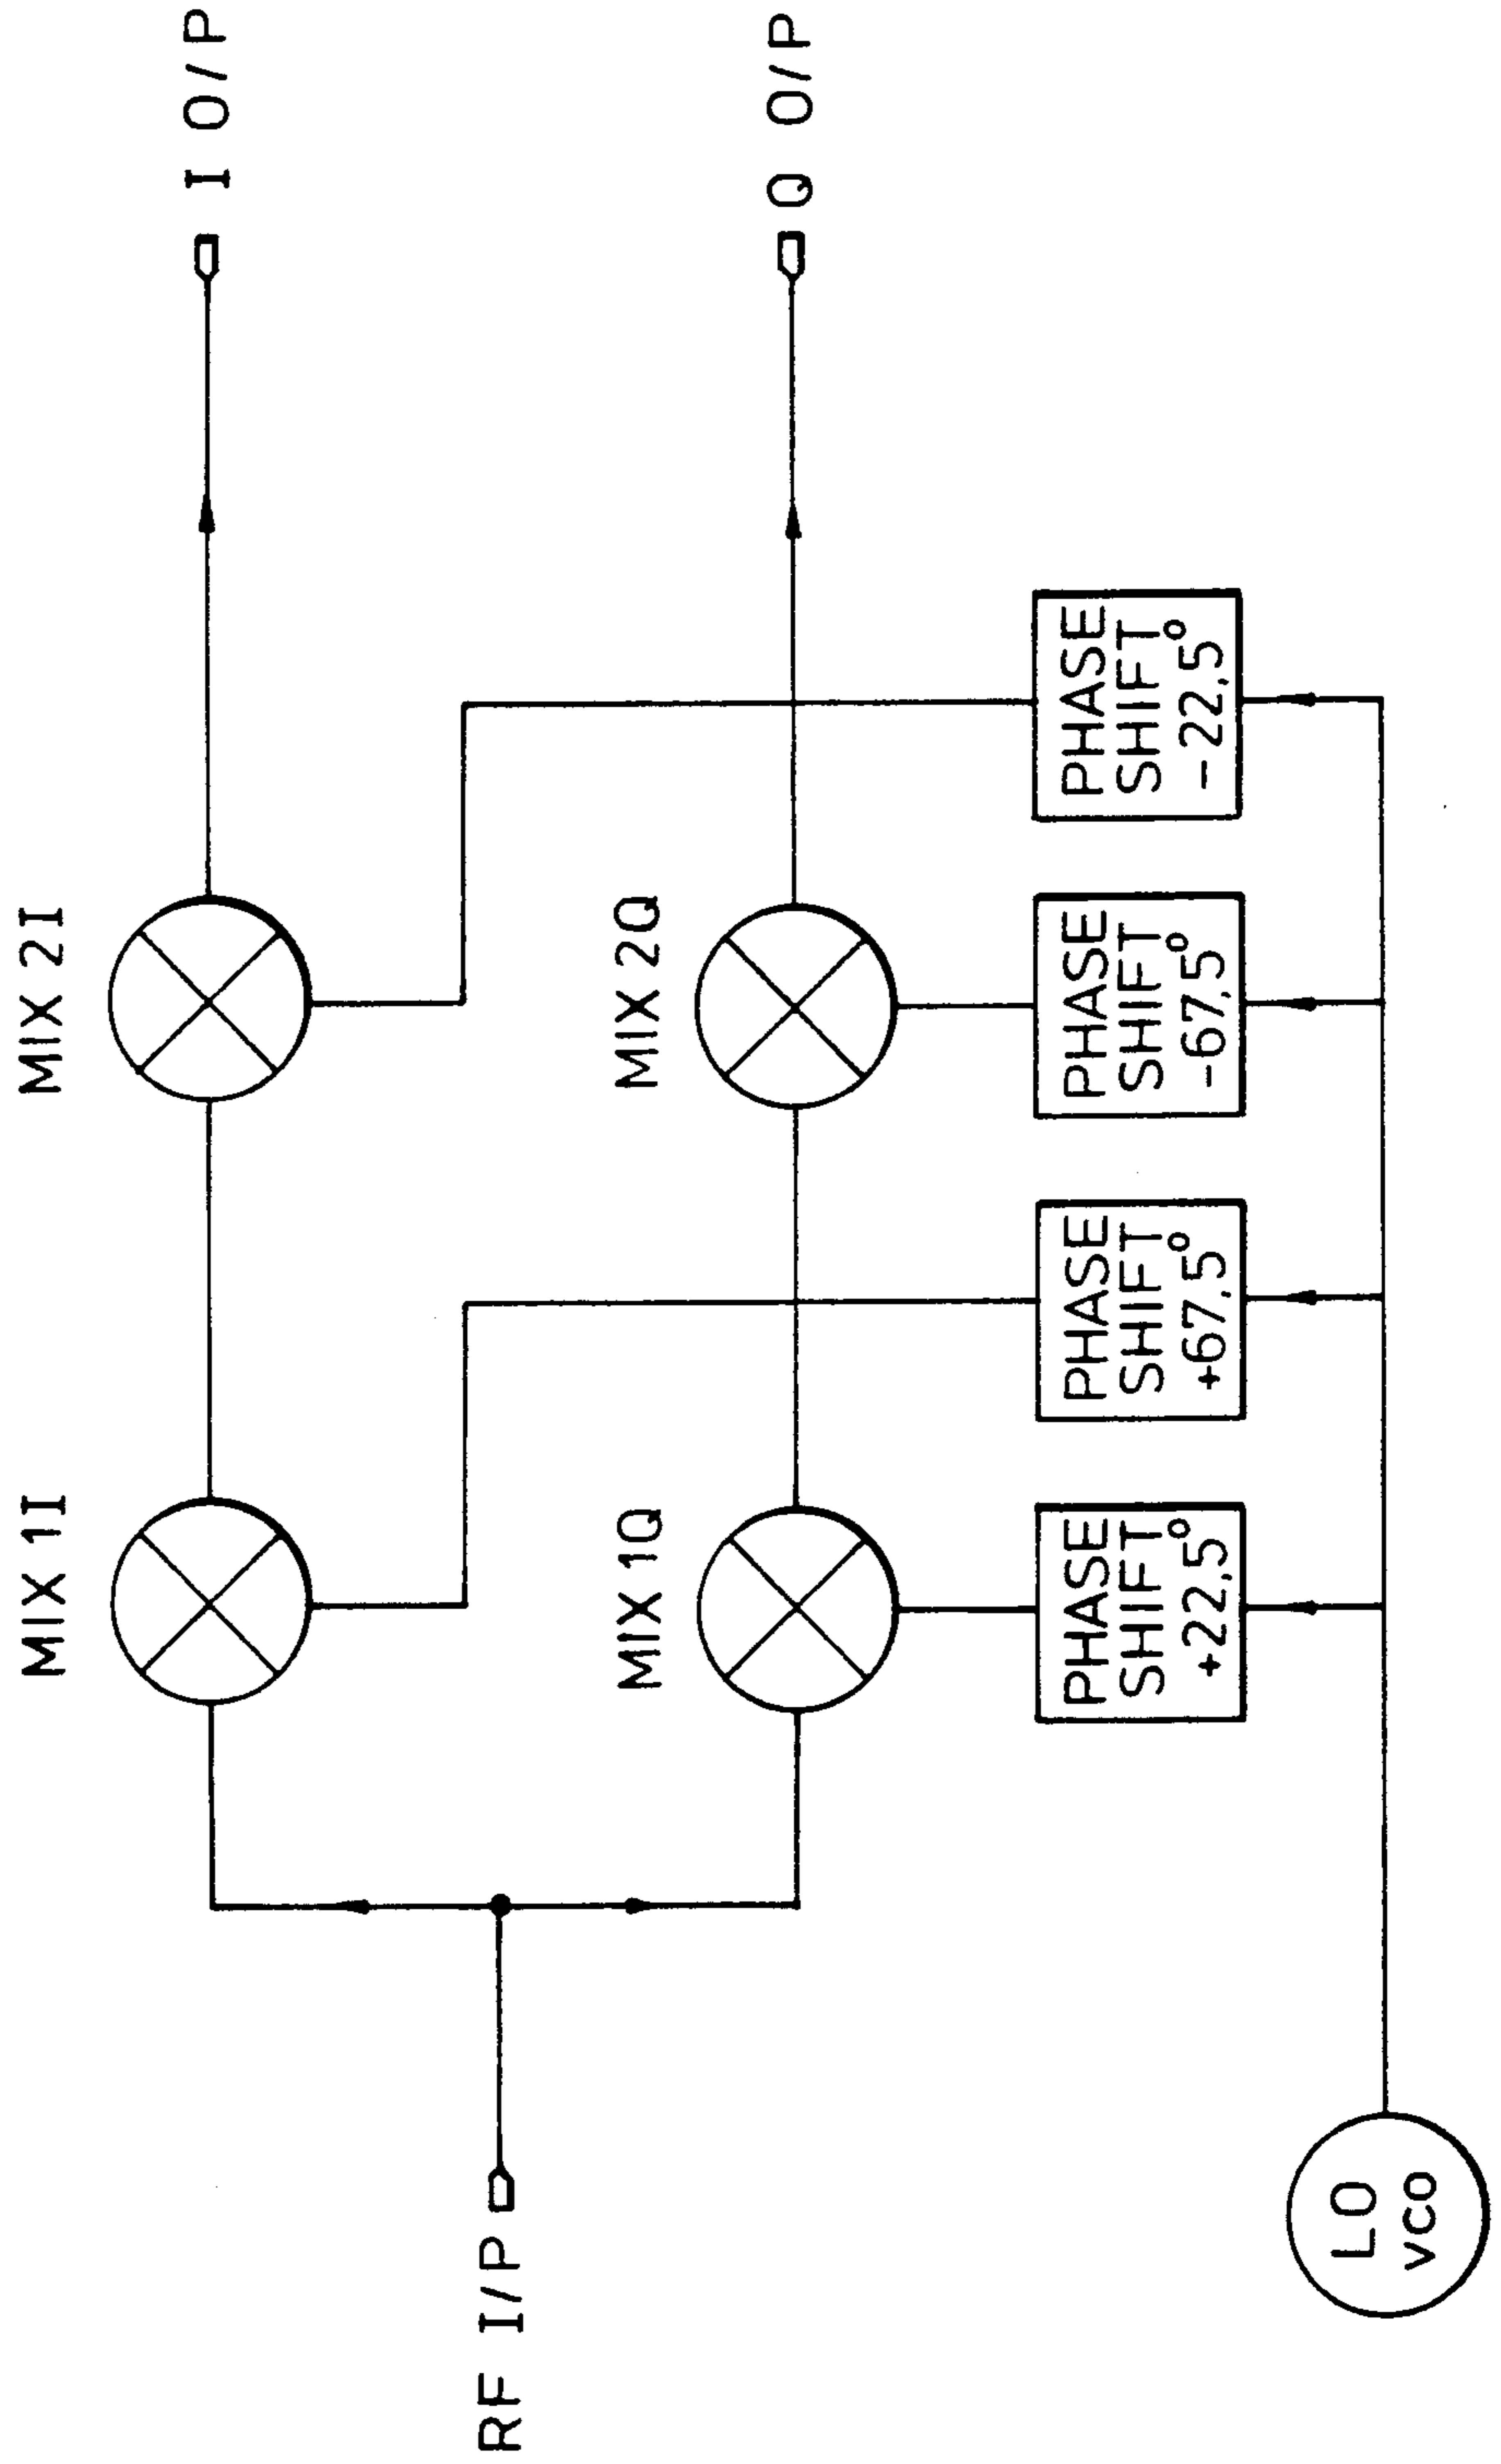 MIX 1I
MIX 2I
I O/P
RF I/P
MIX 1Q
MIX 2Q
Q O/P
PHASE
SHIFT
+22,5°
PHASE
SHIFT
+67,5°
PHASE
SHIFT
-67,5°
PHASE
SHIFT
-22,5°
LO
VCO